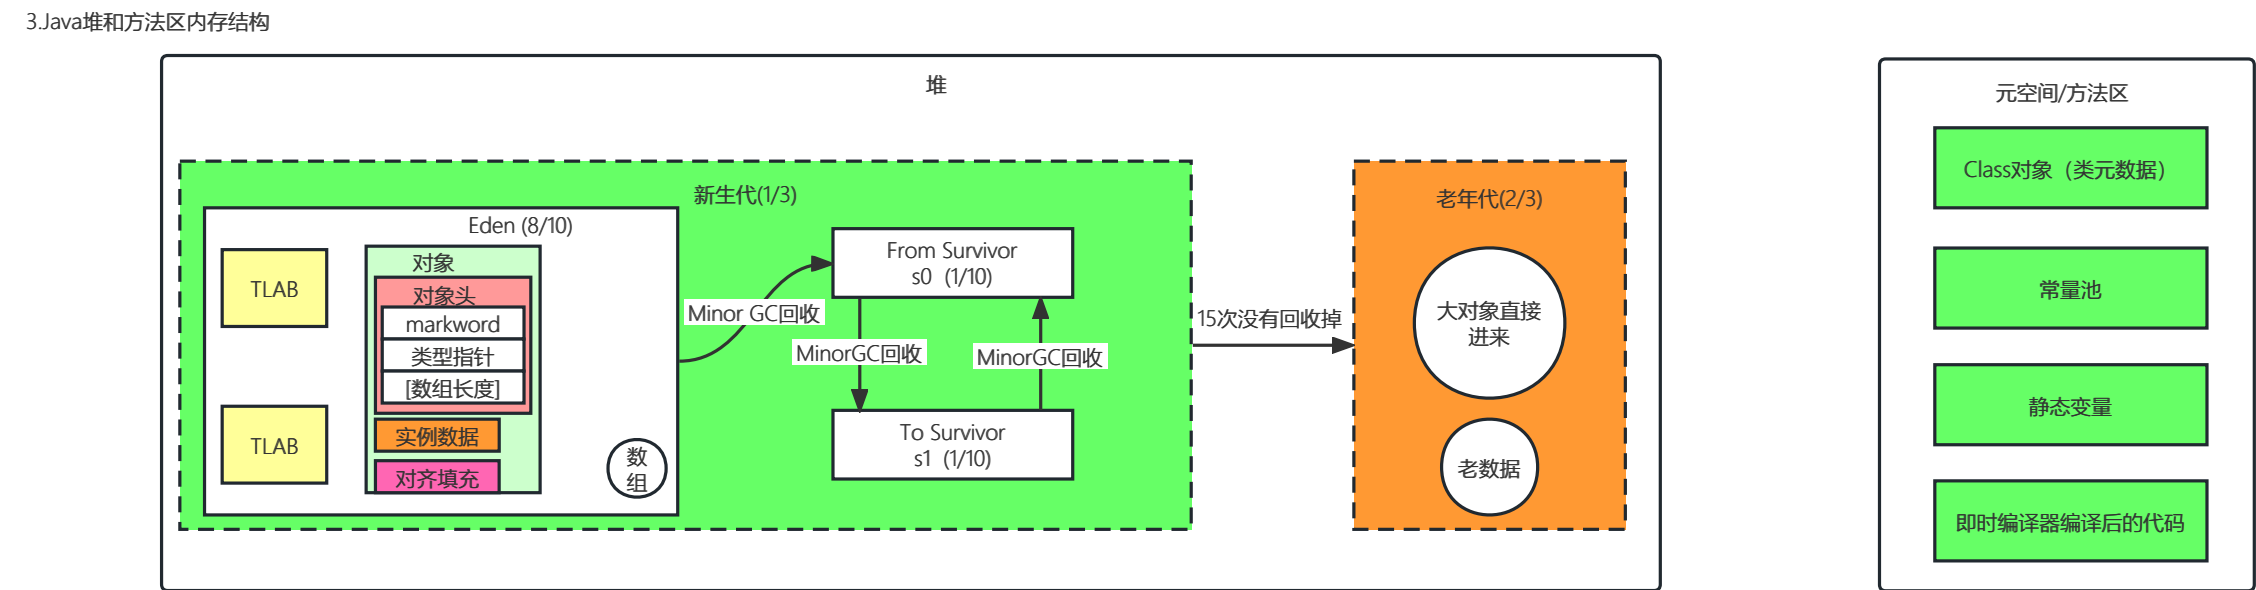 3.Java堆和方法区内存结构
堆
新生代(1/3)
Eden (8/10)
TLAB
TLAB
对象
对象头
markword
类型指针
[数组长度]
实例数据
对齐填充
数
组
Minor GC回收
From Survivor
s0  (1/10)
MinorGC回收
MinorGC回收
To Survivor
s1  (1/10)
15次没有回收掉
老年代(2/3)
大对象直接
进来
老数据
元空间/方法区
Class对象（类元数据）
常量池
静态变量
即时编译器编译后的代码